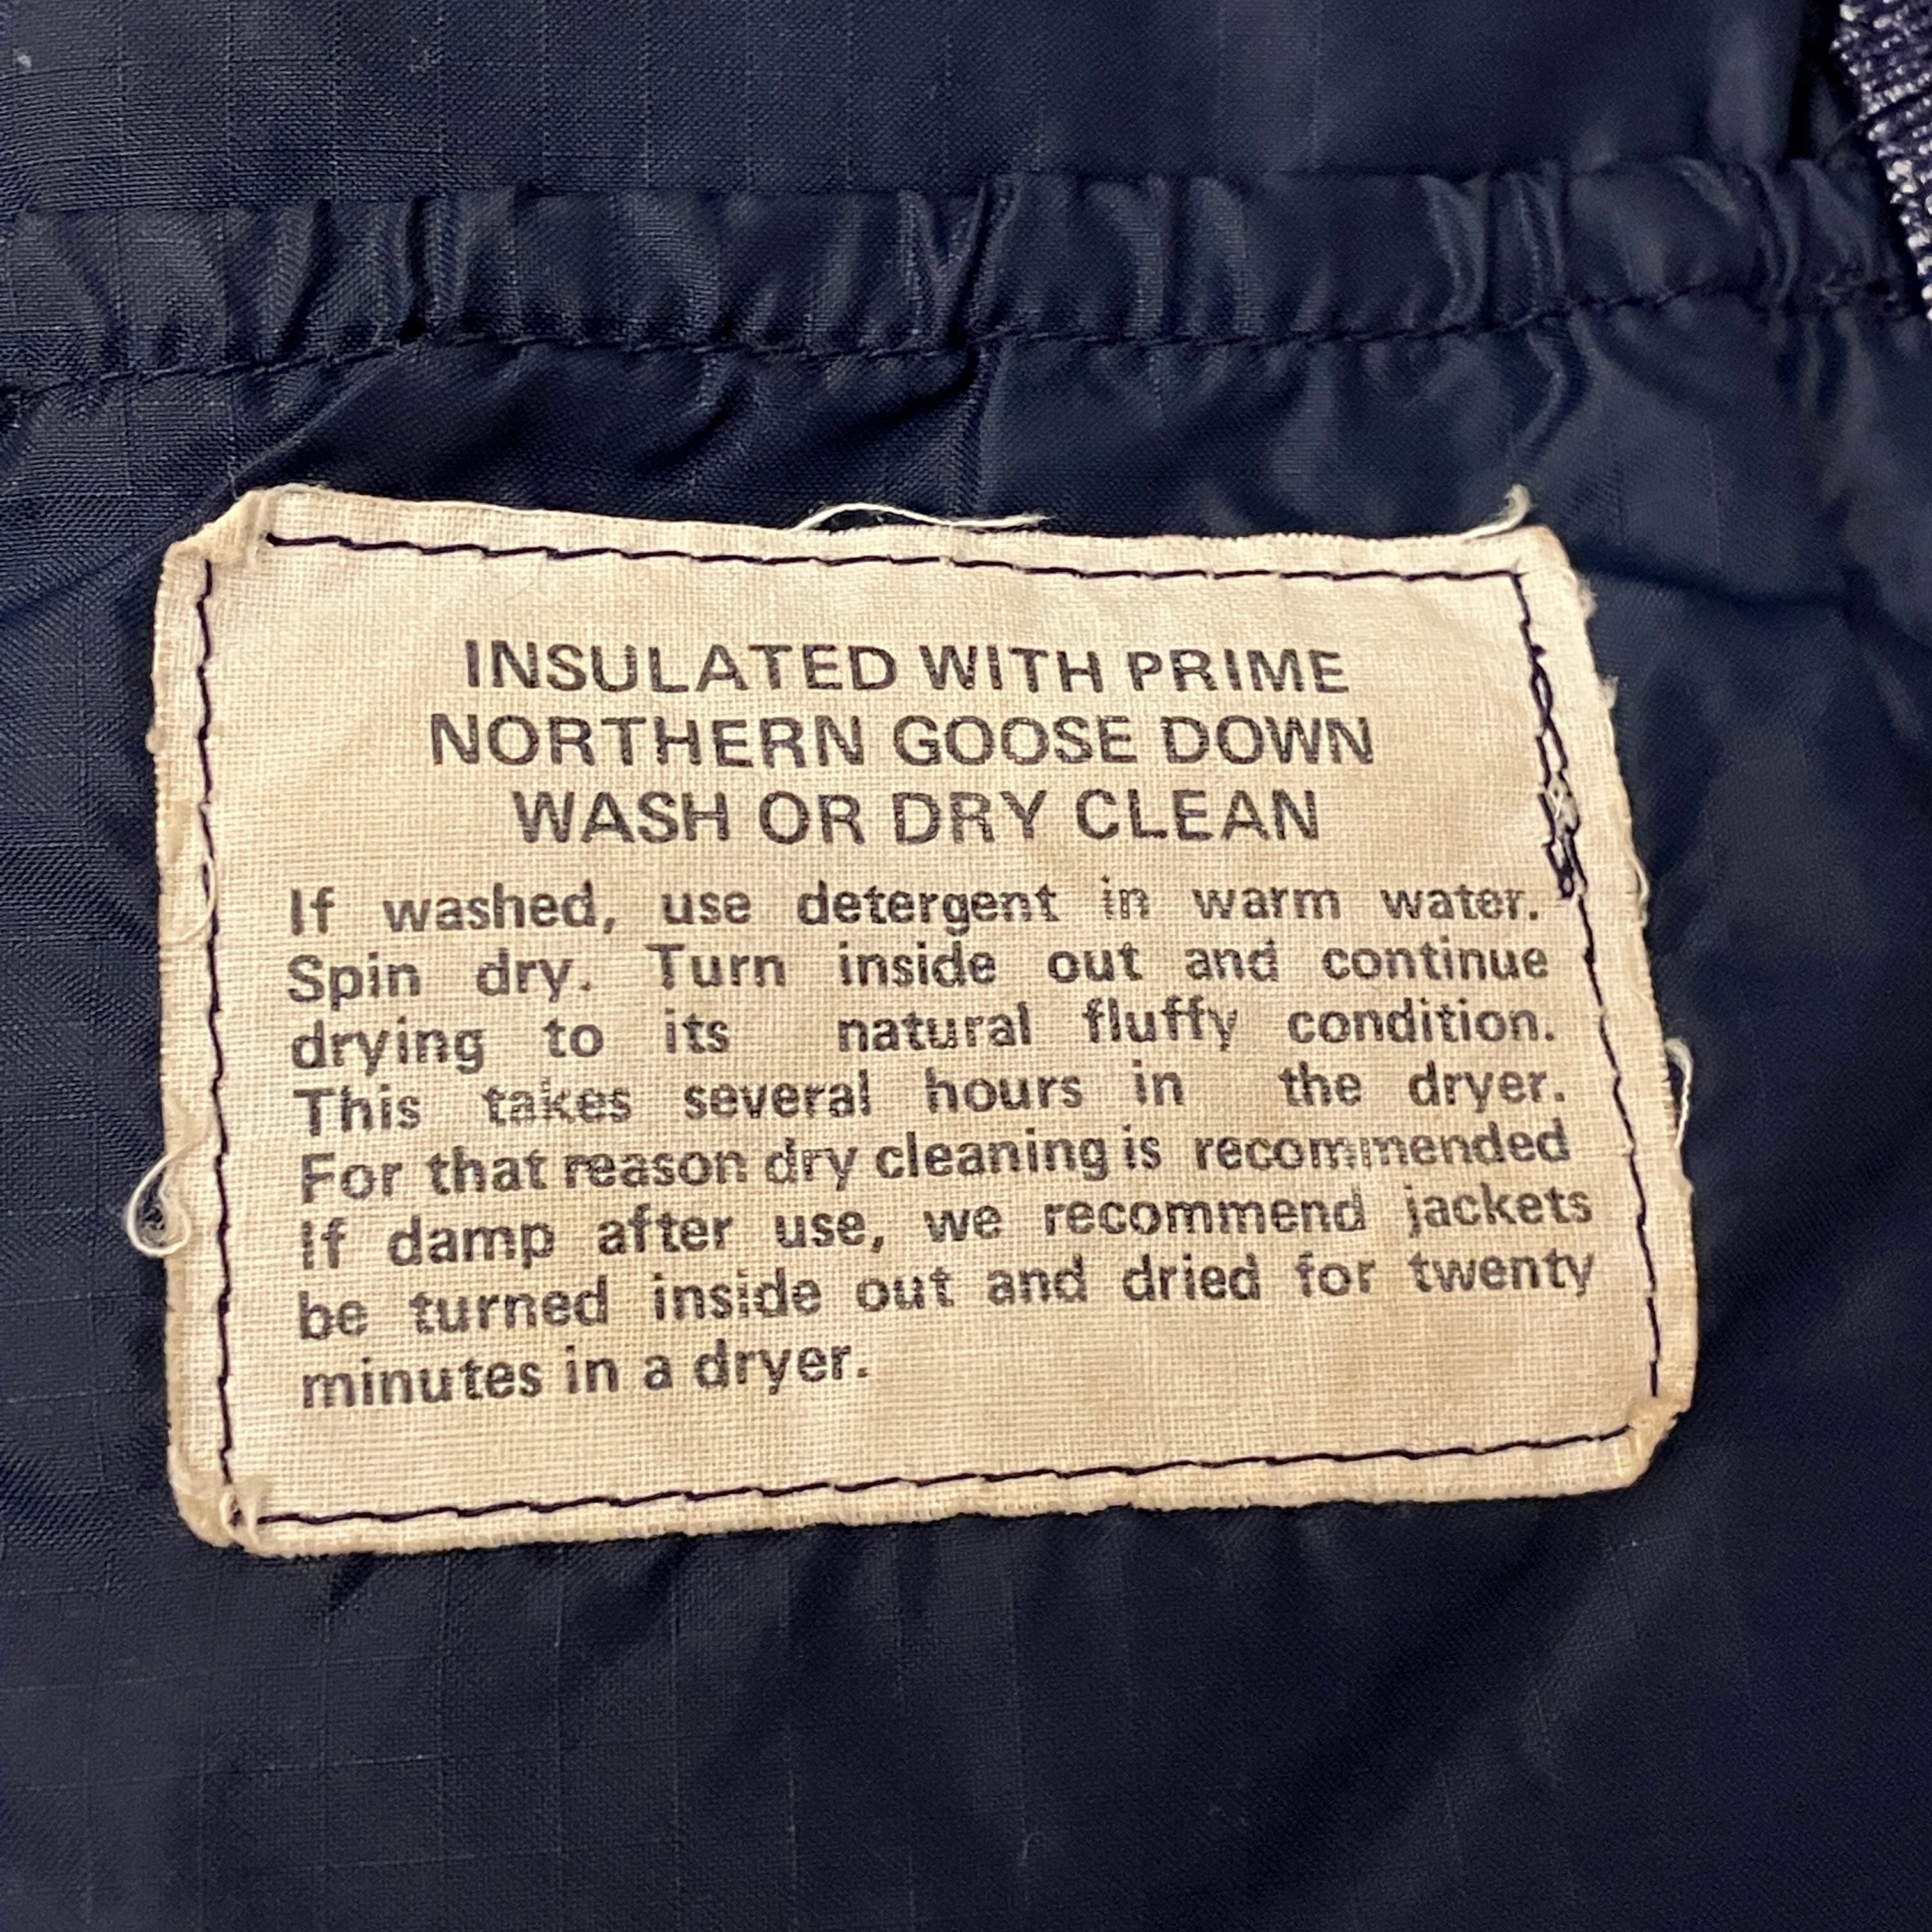 INSULATED WITH PRIME
NORTHERN GOOSE DOWN
WASH OR DRY CLEAN
If washed, use detergent in warm water.
Spin dry. Turn inside out and continue
drying to its natural fluffy condition.
This takes several hours in the dryer.
For that reason dry cleaning is recommended
If damp after use, we recommend jackets
be turned inside out and dried for twenty
minutes in a dryer.